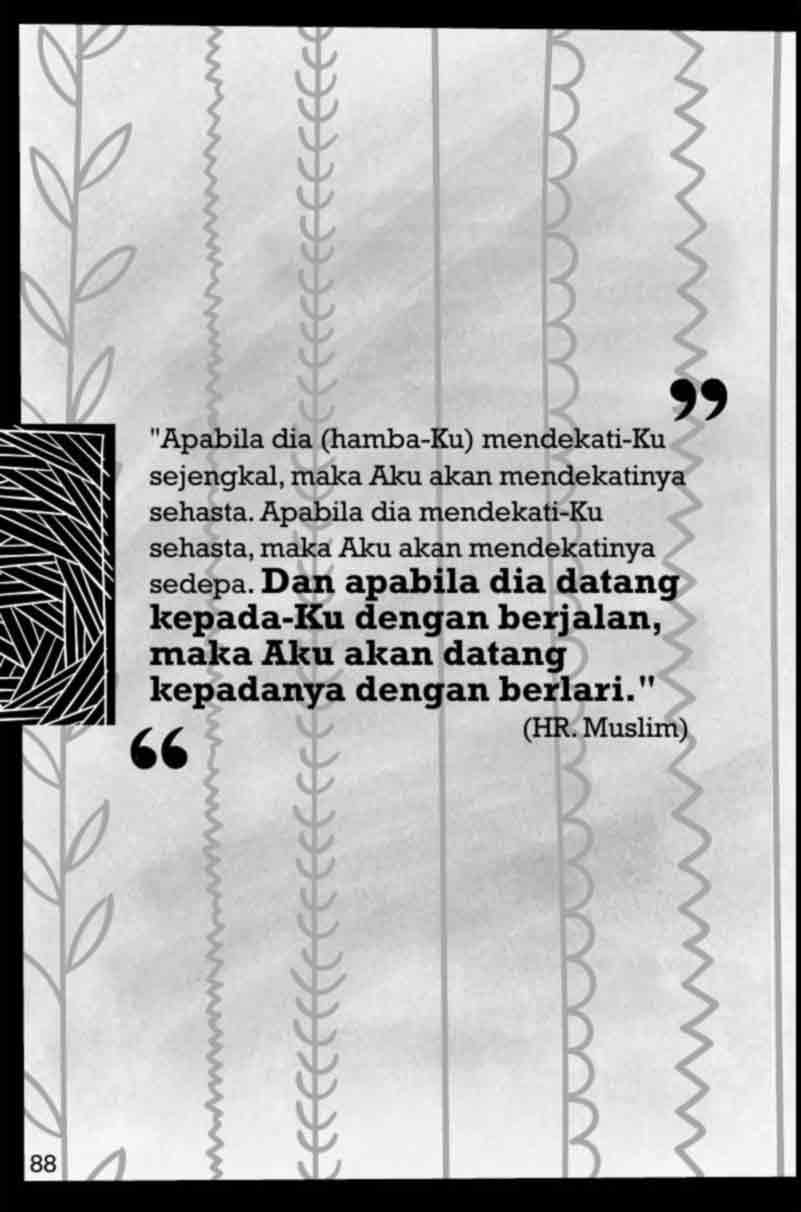 "Apabila dia (hamba-Ku) mendekati-Ku
sejengkal, maka Aku akan mendekatinya
sehasta. Apabila dia mendekati-Ku
sehasta, maka Aku akan mendekatinya
sedepa. Dan apabila dia datang
kepada-Ku dengan berjalan,
maka Aku akan datang
kepadanya dengan berlari."
(HR. Muslim)
88